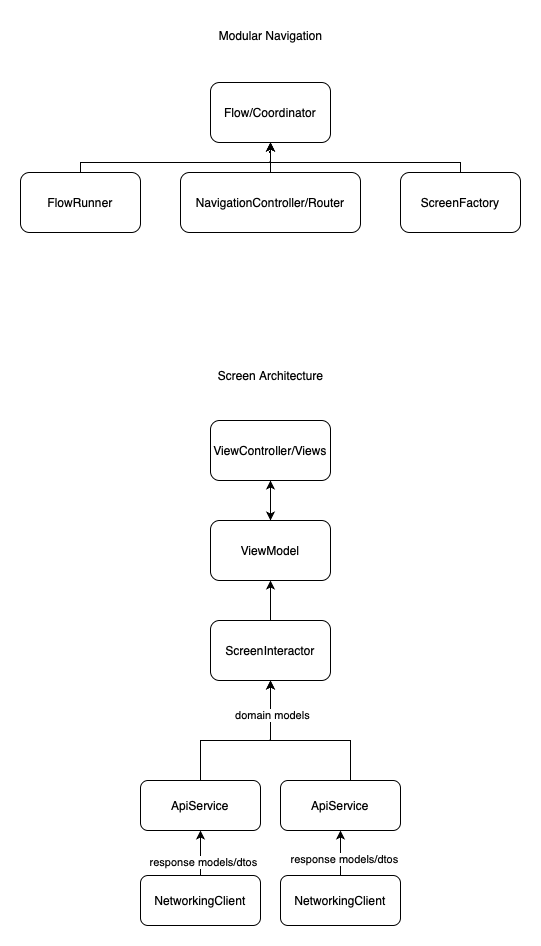 Modular Navigation
Flow/Coordinator
FlowRunner
NavigationController/Router
ScreenFactory
Screen Architecture
ViewController/Views
ViewModel
ScreenInteractor
domain models
ApiService
ApiService
response models/dtos
response models/dtos
NetworkingClient
NetworkingClient